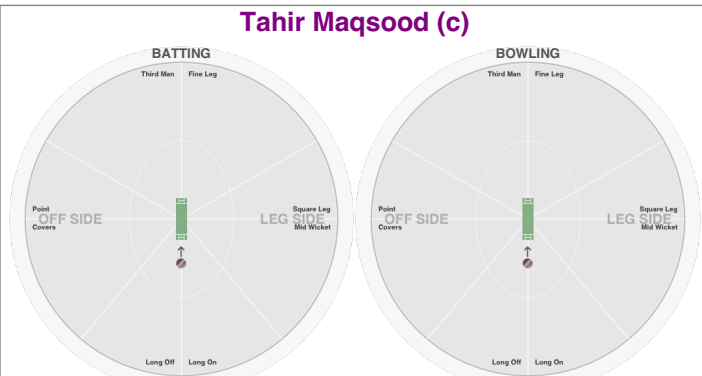 Tahir Maqsood (c)
BATTING
Third Man Fine Leg
Point
OFF SIDE
Covers
Square Leg
LEG SIDE
Mid Wicket
Long Off Long On
BOWLING
Third Man Fine Leg
Point
OFF SIDE
Covers
Square Leg
LEG SIDE
Mid Wicket
Long Off Long On